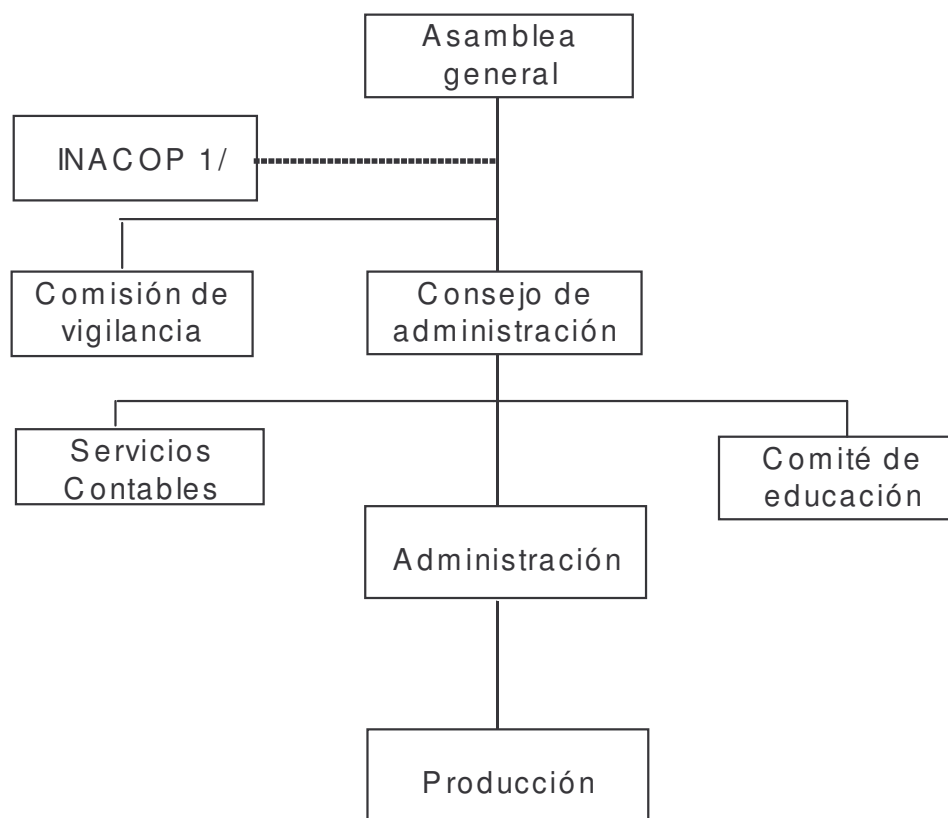 Asamblea
general
INACOP 1/
Comisión de
vigilancia
Consejo de
administración
Servicios
Contables
Comité de
educación
Administración
Producción